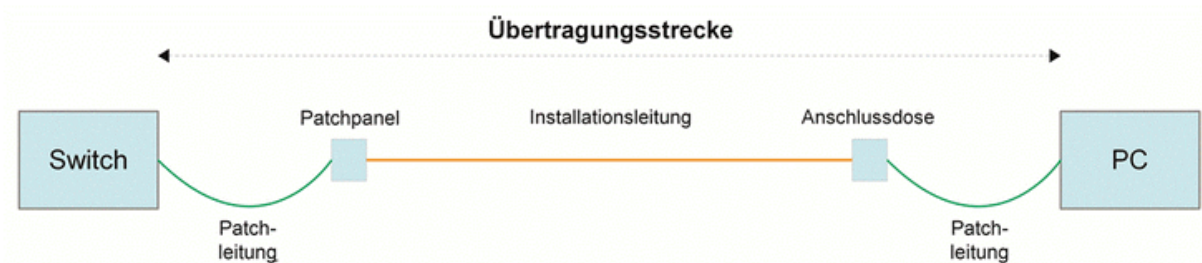 Übertragungsstrecke
Patchpanel
Installationsleitung
Anschlussdose
Switch
PC
Patch-
leitung
Patch-
leitung